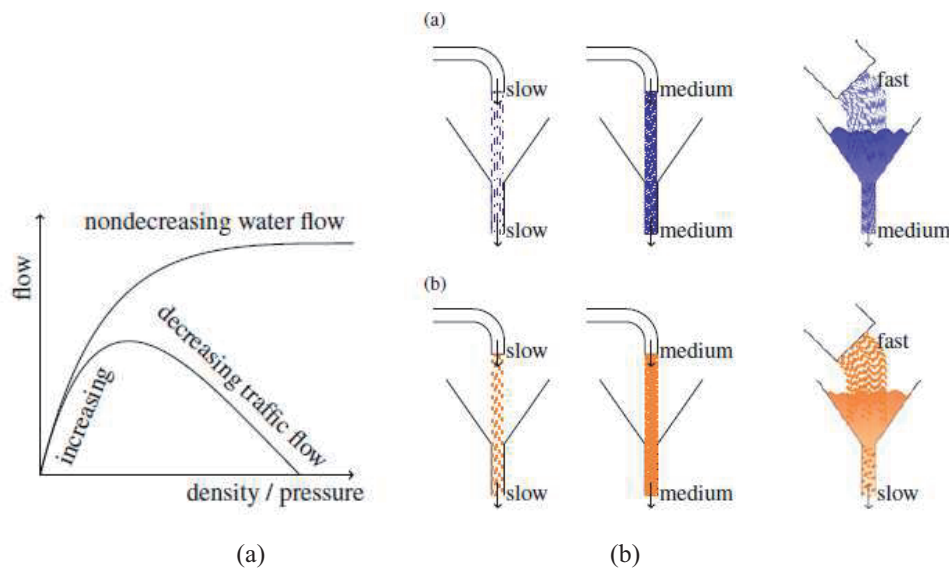 nondecreasing water flow
flow
increasing
decreasing traffic flow
density / pressure
(a)
(a)
slow
slow
medium
medium
fast
medium
(b)
slow
slow
medium
medium
fast
slow
(b)